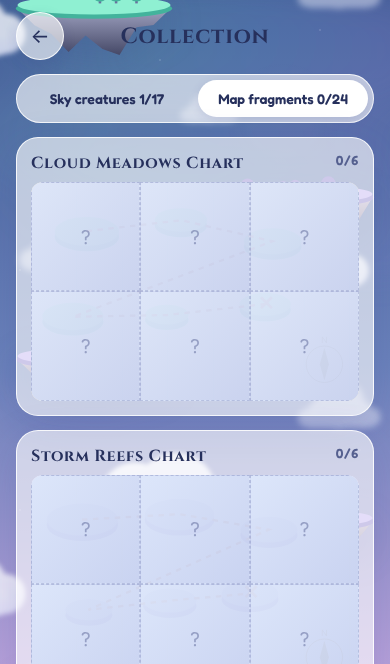 Collection
Sky creatures 1/17
Map fragments 0/24
Cloud Meadows Chart
0/6
? ? ?
? ? ?
Storm Reefs Chart
0/6
? ? ?
? ? ?